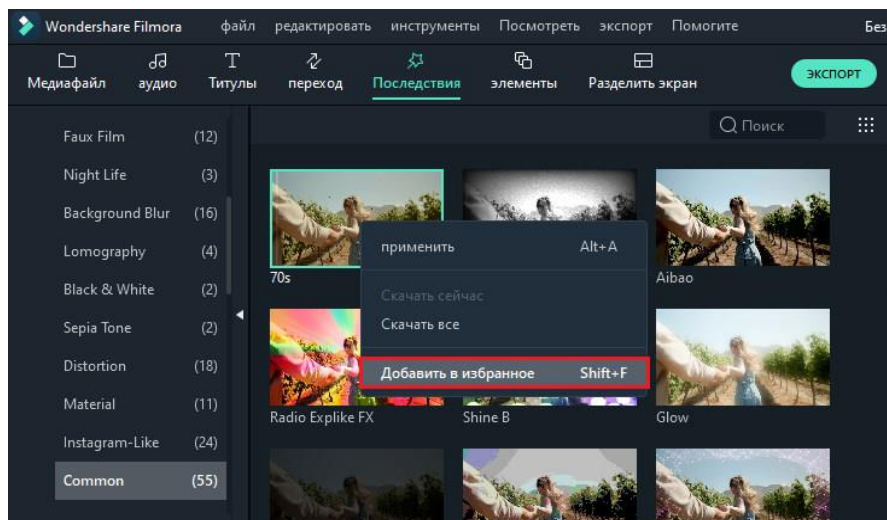 Wondershare Filmora файл редактировать инструменты Посмотреть экспорт Помогите Без
Медиафайл аудио Титулы переход Последствия элементы Разделить экран экспорт
Поиск
Faux Film (12)
Night Life (3)
Background Blur (16)
Lomography (4)
Black & White (2)
Sepia Tone (2)
Distortion (18)
Material (11)
Instagram-Like (24)
Common (55)
70s
Aibao
применить Alt+A
Скачать сейчас
Скачать все
Добавить в избранное Shift+F
Radio Explike FX Shine B Glow